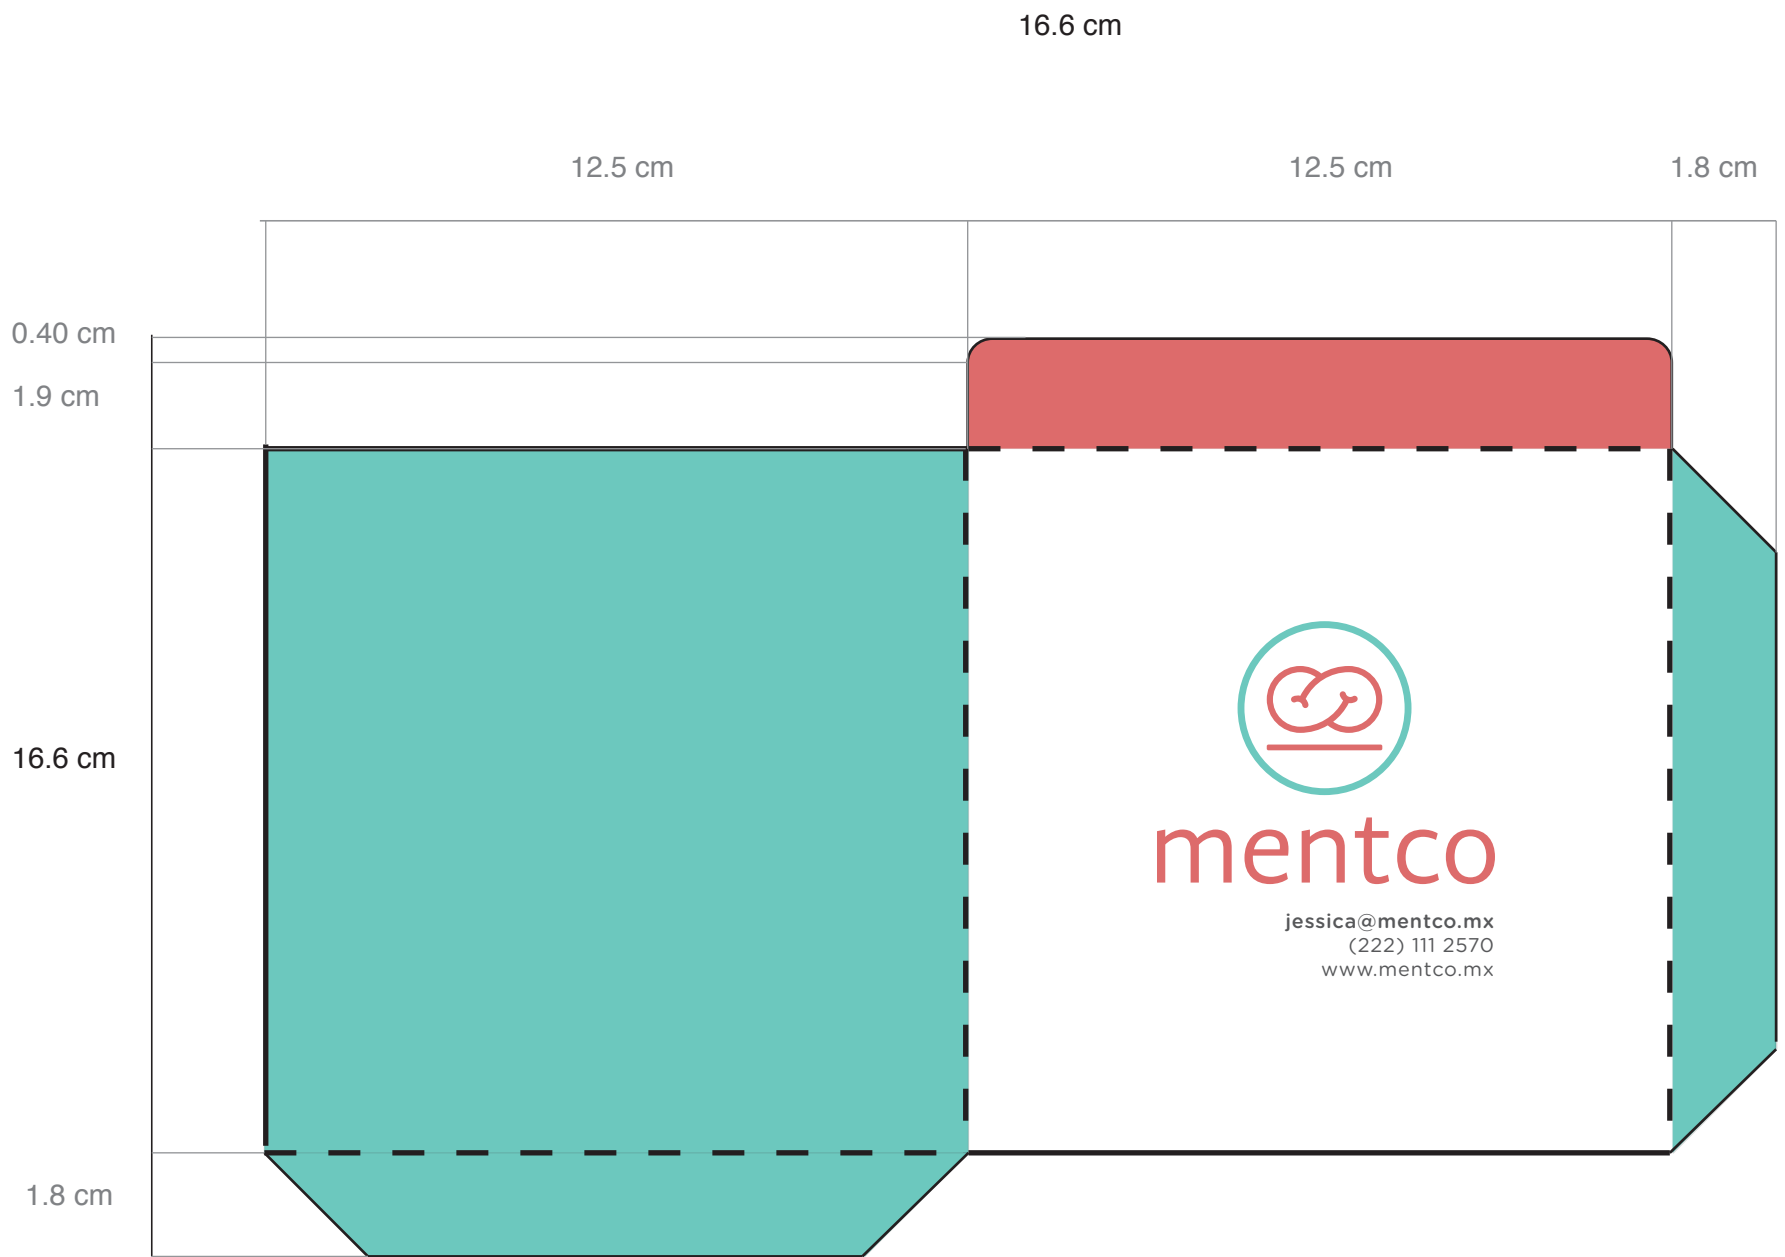 16.6 cm
12.5 cm
12.5 cm
1.8 cm
0.40 cm
1.9 cm
16.6 cm
mentco
jessica@mentco.mx
(222) 111 2570
www.mentco.mx
1.8 cm